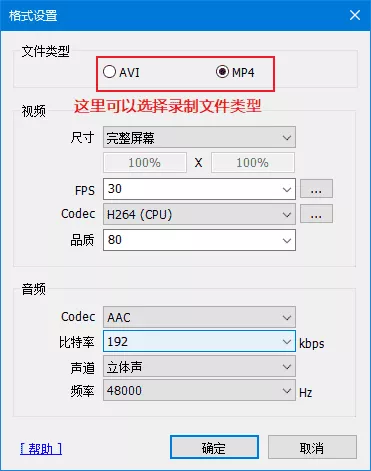 格式设置
文件类型
AVI
MP4
这里可以选择录制文件类型
视频
尺寸 完整屏幕
100% X 100%
FPS 30 ...
Codec H264 (CPU) ...
品质 80
音频
Codec AAC
比特率 192 kbps
声道 立体声
频率 48000 Hz
[ 帮助 ] 确定 取消